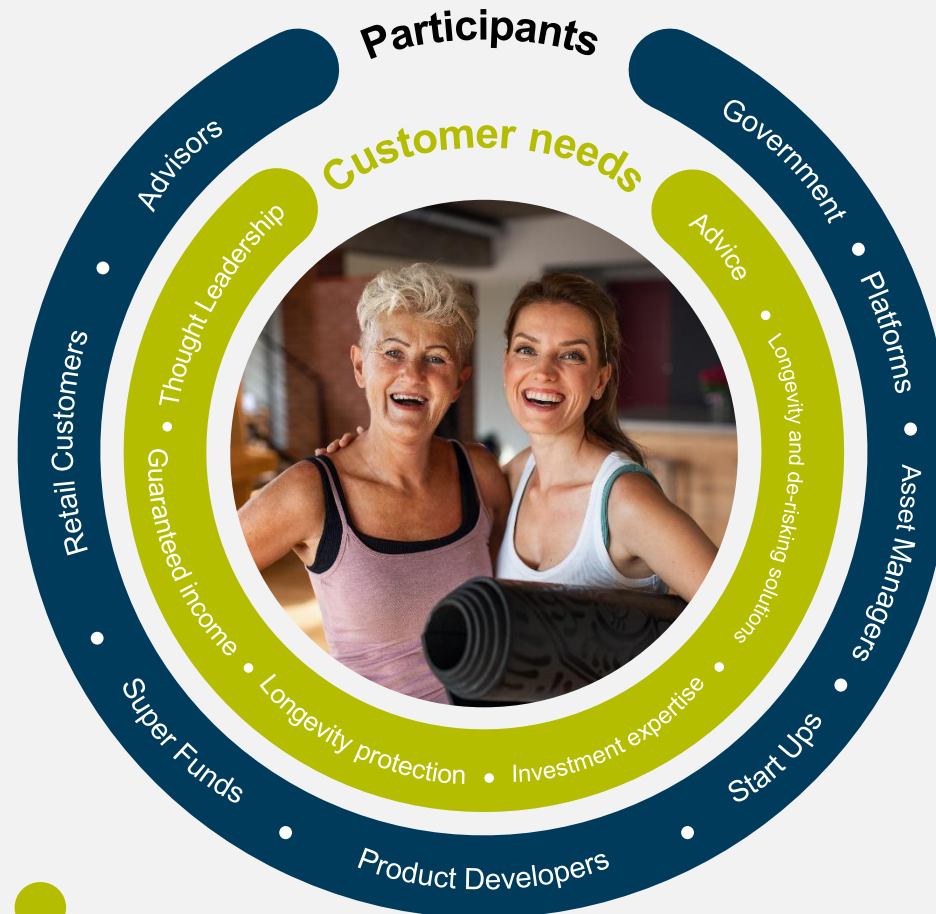 Participants
Customer needs
Advisors
Retail Customers
Super Funds
Product Developers
Start Ups
Asset Managers
Platforms
Government
Thought Leadership
Guaranteed income
Longevity protection
Investment expertise
Longevity and de-risking solutions
Advice